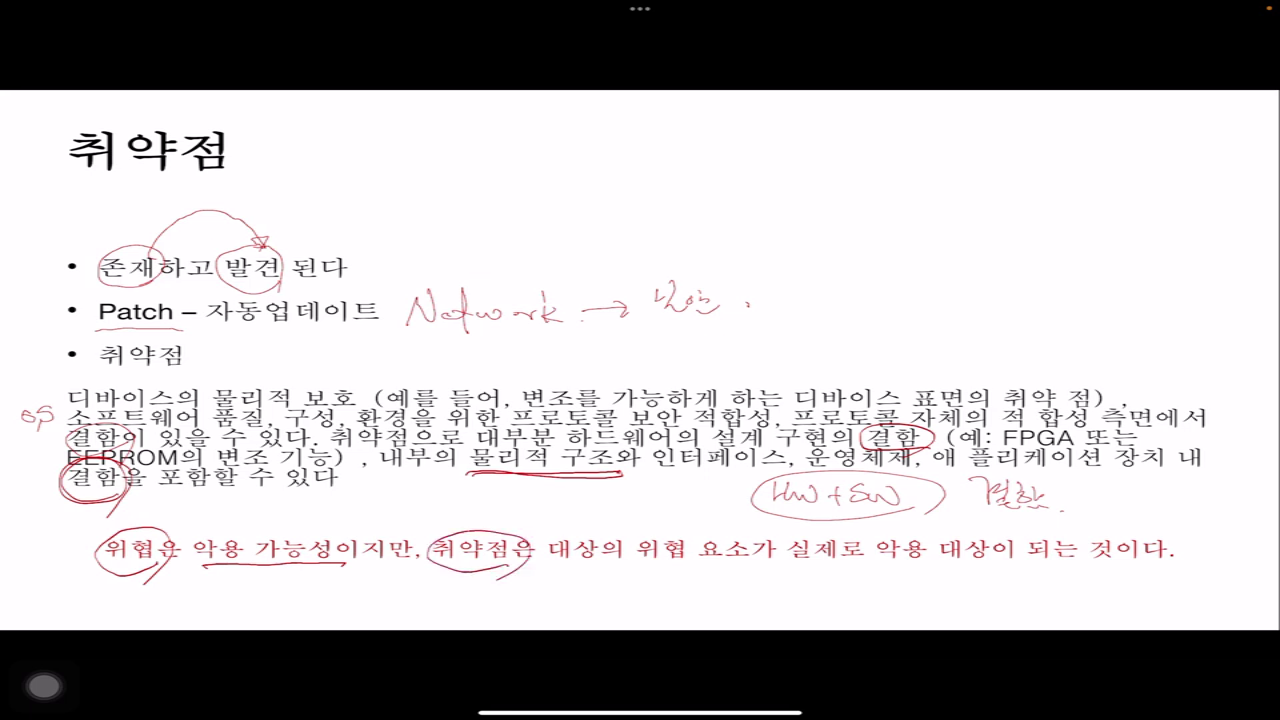 취약점
• 존재하고 발견 된다
• Patch – 자동업데이트 Network → 보안.
• 취약점
디바이스의 물리적 보호 (예를 들어, 변조를 가능하게 하는 디바이스 표면의 취약 점) ,
소프트웨어 품질, 구성, 환경을 위한 프로토콜 보안 적합성, 프로토콜 자체의 적 합성 측면에서
결함이 있을 수 있다. 취약점으로 대부분 하드웨어의 설계 구현의 결함 (예: FPGA 또는
EEPROM의 변조 기능) , 내부의 물리적 구조와 인터페이스, 운영체제, 애 플리케이션 장치 내
결함을 포함할 수 있다
HW + SW 결함.
위협은 악용 가능성이지만, 취약점은 대상의 위협 요소가 실제로 악용 대상이 되는 것이다.